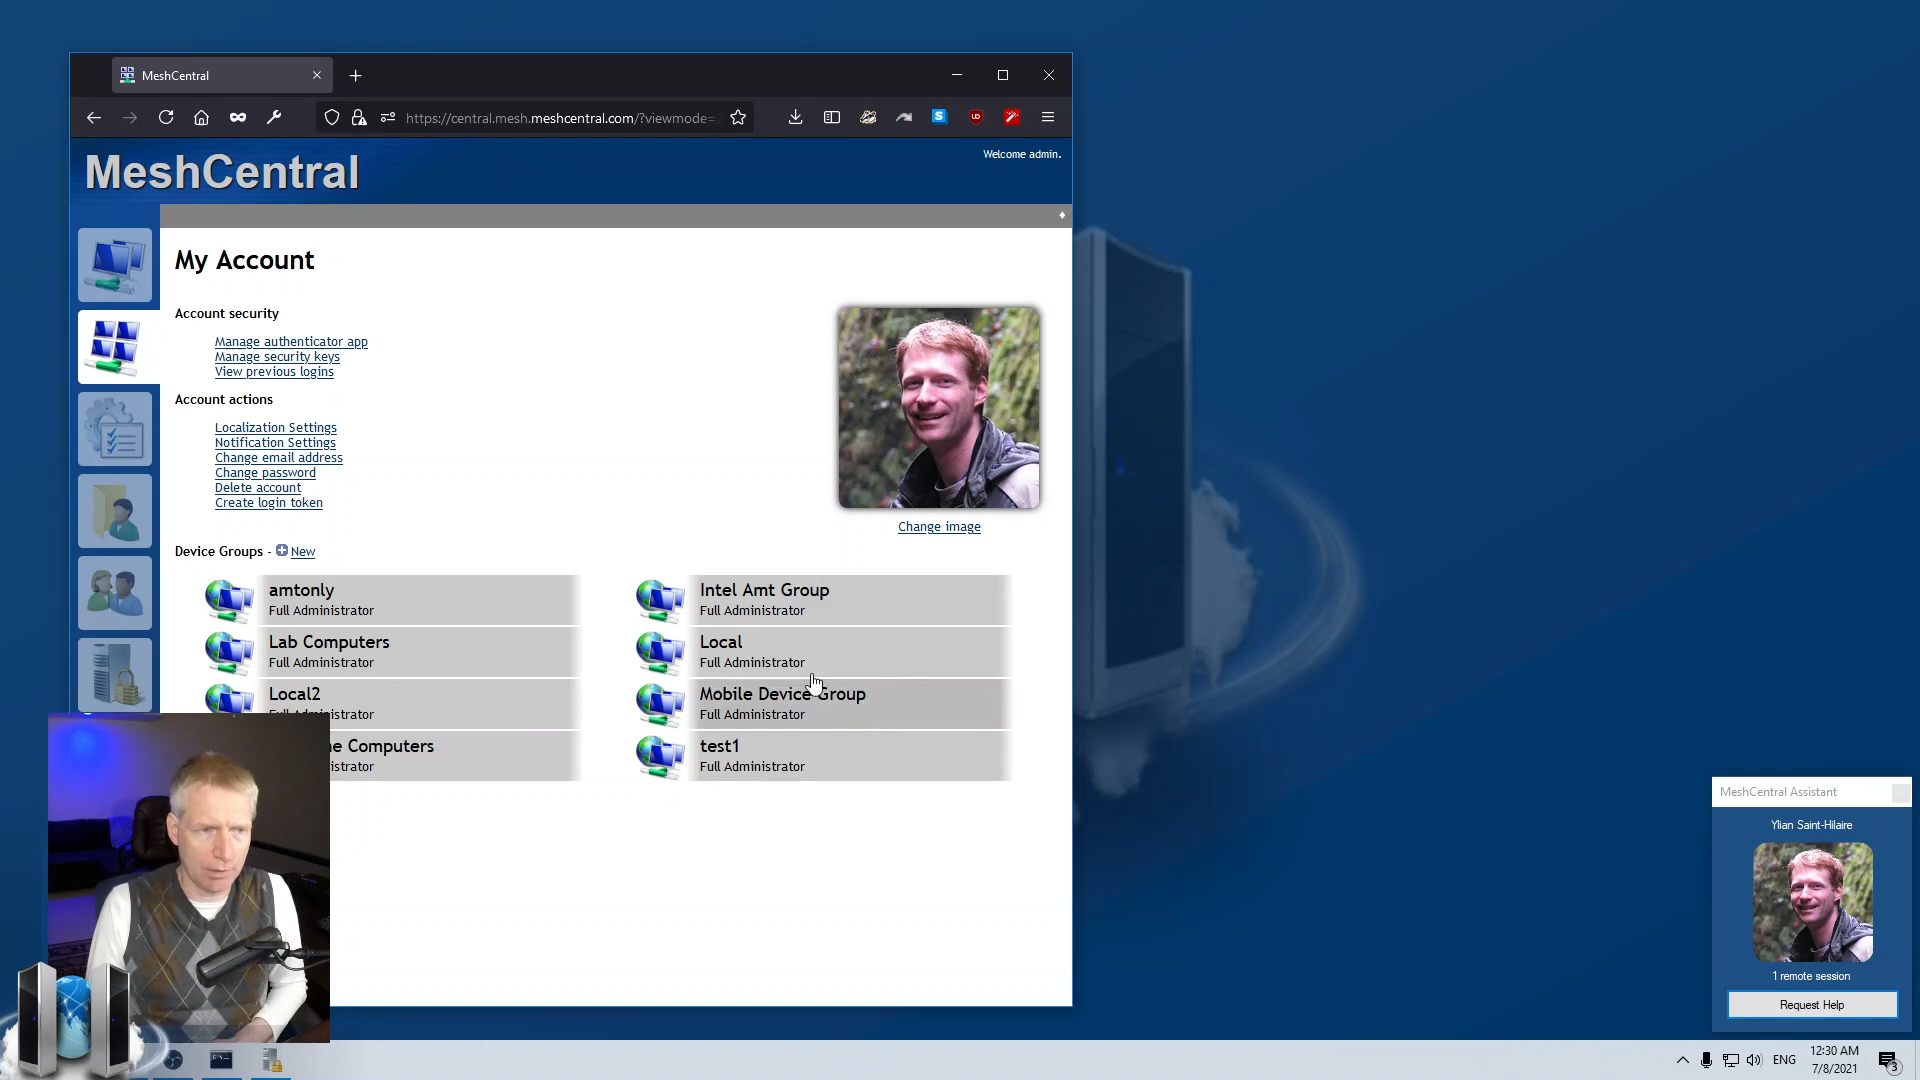 MeshCentral
https://central.mesh.meshcentral.com/?viewmode=
MeshCentral
Welcome admin.
My Account
Account security
Manage authenticator app
Manage security keys
View previous logins
Account actions
Localization Settings
Notification Settings
Change email address
Change password
Delete account
Create login token
Change image
Device Groups - New
amtonly
Full Administrator
Intel Amt Group
Full Administrator
Lab Computers
Full Administrator
Local
Full Administrator
Local2
Mobile Device Group
Full Administrator
Computers
test1
Full Administrator
MeshCentral Assistant
Ylian Saint-Hilaire
1 remote session
Request Help
ENG
12:30 AM
7/8/2021
3